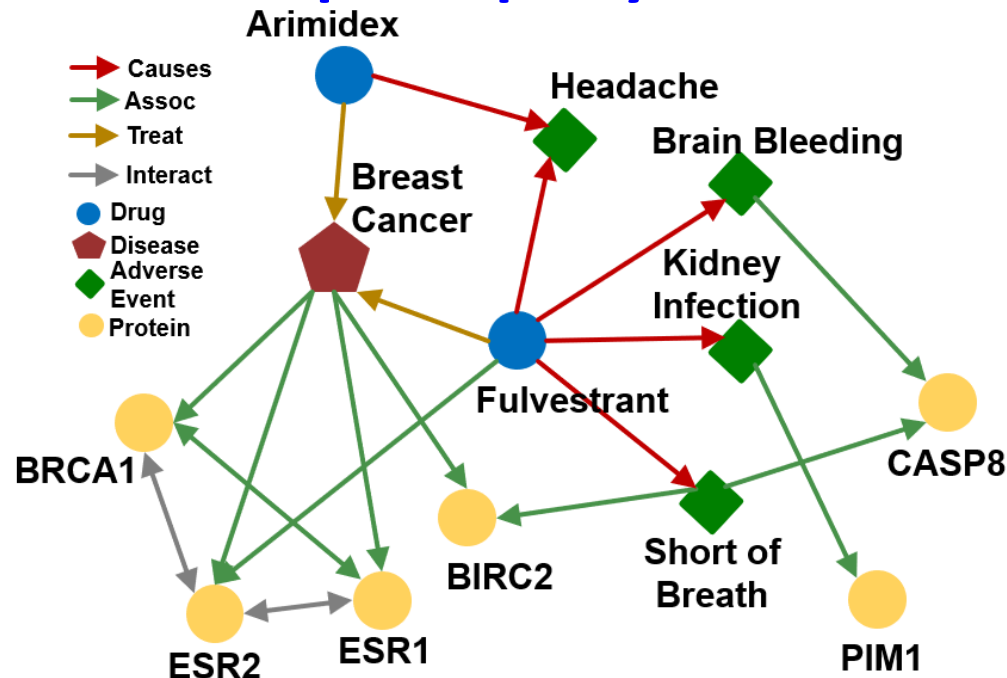 Arimidex
Causes
Assoc
Treat
Interact
Drug
Disease
Adverse
Event
Protein
Headache
Brain Bleeding
Breast
Cancer
Kidney
Infection
Fulvestrant
BRCA1
CASP8
BIRC2
Short of
Breath
ESR2
ESR1
PIM1